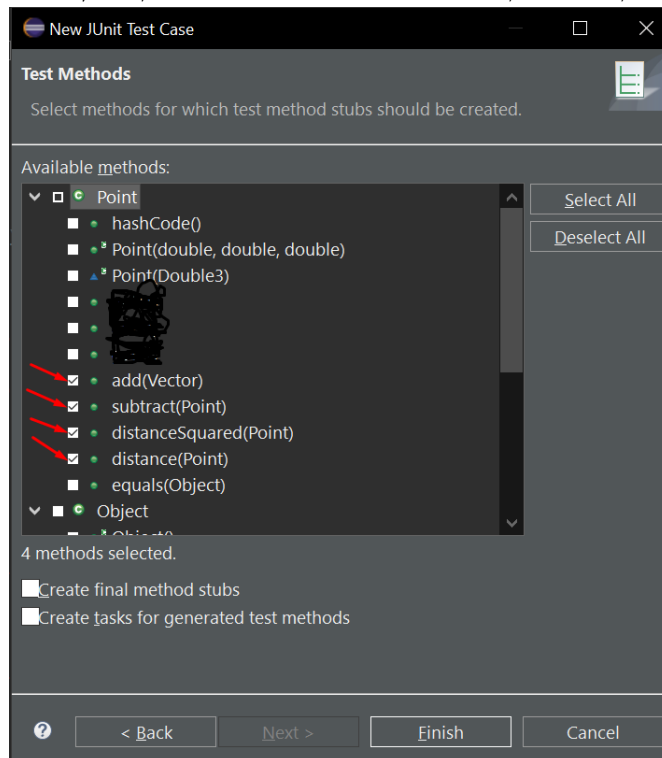 New JUnit Test Case
Test Methods
Select methods for which test method stubs should be created.
Available methods:
Point
Select All
hashCode()
Deselect All
Point(double, double, double)
Point(Double3)
add(Vector)
subtract(Point)
distanceSquared(Point)
distance(Point)
equals(Object)
Object
Object()
4 methods selected.
Create final method stubs
Create tasks for generated test methods
? < Back Next > Finish Cancel